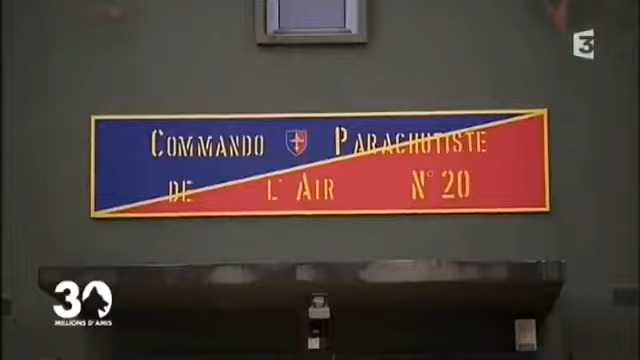 3
COMMANDO PARACHUTISTE
DE L'AIR N° 20
30
MILLIONS D'AMIS